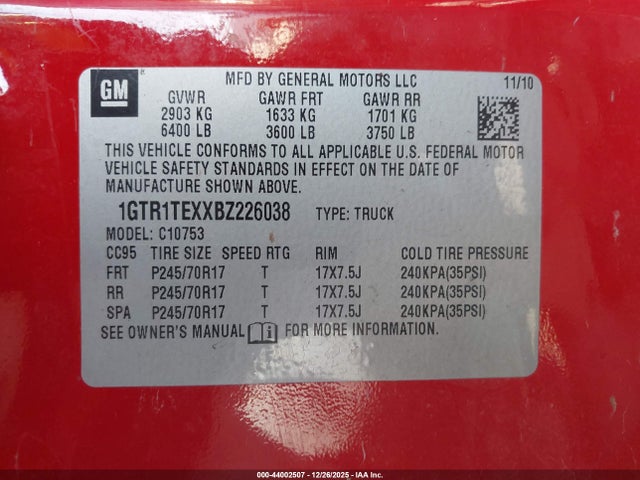 GM
MFD BY GENERAL MOTORS LLC 11/10
GVWR GAWR FRT GAWR RR
2903 KG 1633 KG 1701 KG
6400 LB 3600 LB 3750 LB
THIS VEHICLE CONFORMS TO ALL APPLICABLE U.S. FEDERAL MOTOR
VEHICLE SAFETY STANDARDS IN EFFECT ON THE DATE OF
MANUFACTURE SHOWN ABOVE.
1GTR1TEXXBZ226038 TYPE: TRUCK
MODEL: C10753
CC95 TIRE SIZE SPEED RTG RIM COLD TIRE PRESSURE
FRT P245/70R17 T 17X7.5J 240KPA(35PSI)
RR P245/70R17 T 17X7.5J 240KPA(35PSI)
SPA P245/70R17 T 17X7.5J 240KPA(35PSI)
SEE OWNER'S MANUAL FOR MORE INFORMATION.
000-44002507 - 12/26/2025 - IAA Inc.